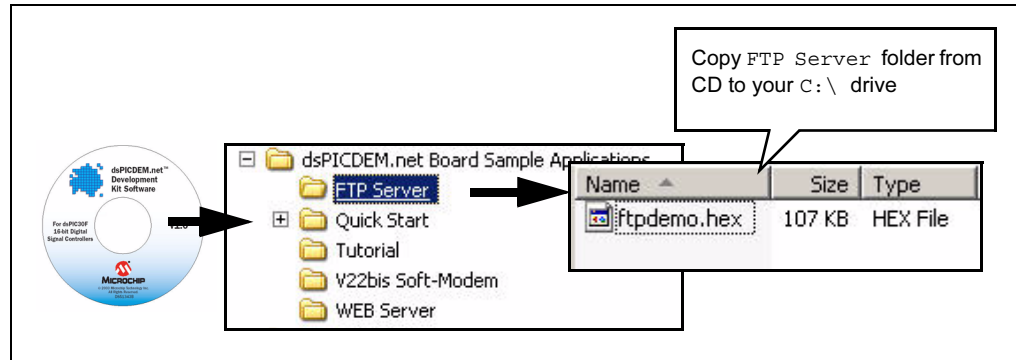 Copy FTP Server folder from
CD to your C:\ drive
dsPICDEM.net™
Development
Kit Software
For dsPIC30F
16-bit Digital
Signal Controllers
MICROCHIP
dsPICDEM.net Board Sample Applications
FTP Server
Quick Start
Tutorial
V22bis Soft-Modem
WEB Server
Name Size Type
ftpdemo.hex 107 KB HEX File